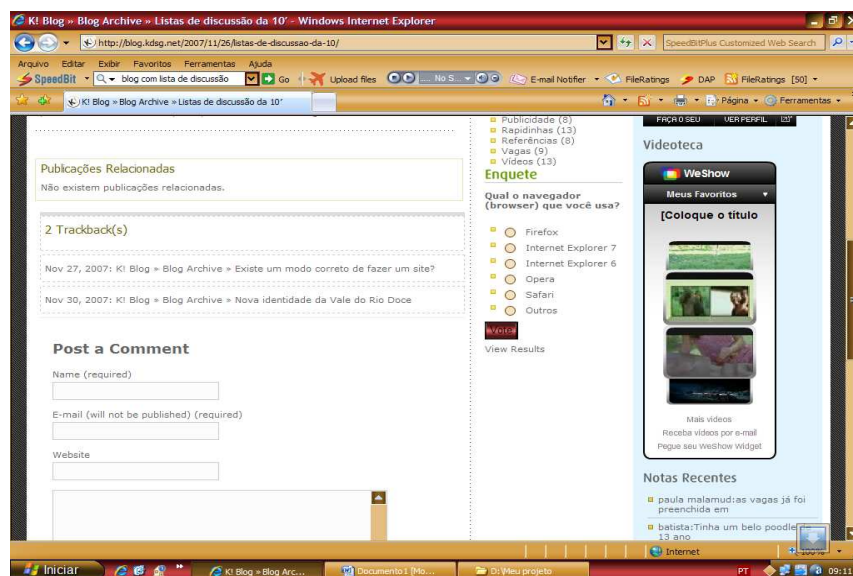 K! Blog » Blog Archive » Listas de discussão da 10' - Windows Internet Explorer
http://blog.kdsg.net/2007/11/26/listas-de-discussao-da-10/
SpeedBitPlus Customized Web Search
Arquivo Editar Exibir Favoritos Ferramentas Ajuda
SpeedBit blog com lista de discussão Go Upload files .... No S... E-mail Notifier FileRatings DAP FileRatings [50]
K! Blog » Blog Archive » Listas de discussão da 10' Página Ferramentas
Publicações Relacionadas
Não existem publicações relacionadas.
2 Trackback(s)
Nov 27, 2007: K! Blog » Blog Archive » Existe um modo correto de fazer um site?
Nov 30, 2007: K! Blog » Blog Archive » Nova identidade da Vale do Rio Doce
Post a Comment
Name (required)
E-mail (will not be published) (required)
Website
Publicidade (8)
Rapidinhas (13)
Referências (8)
Vagas (9)
Vídeos (13)
Enquete
Qual o navegador
(browser) que você usa?
Firefox
Internet Explorer 7
Internet Explorer 6
Opera
Safari
Outros
Vote
View Results
FAÇA O SEU VER PERFIL
Videoteca
WeShow
Meus Favoritos
[Coloque o titulo
Mais vídeos
Receba vídeos por e-mail
Pegue seu WeShow Widget
Notas Recentes
paula malamud:as vagas já foi
preenchida em
batista:Tinha um belo poodle
13 ano
Internet
Iniciar K! Blog » Blog Arc... Documento1 [Mo... D:\Meu projeto PT 09:11